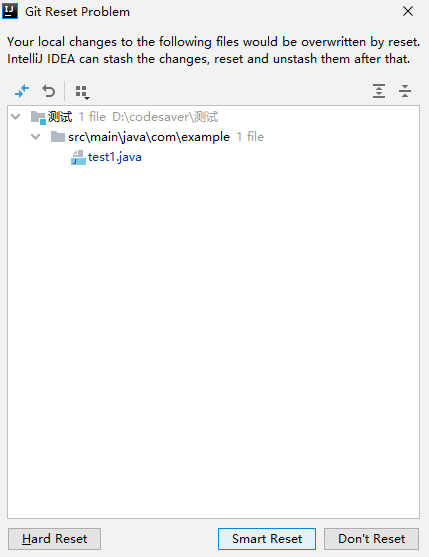 Git Reset Problem
Your local changes to the following files would be overwritten by reset.
IntelliJ IDEA can stash the changes, reset and unstash them after that.
测试 1 file D:\codesaver\测试
src\main\java\com\example 1 file
test1.java
Hard Reset Smart Reset Don't Reset